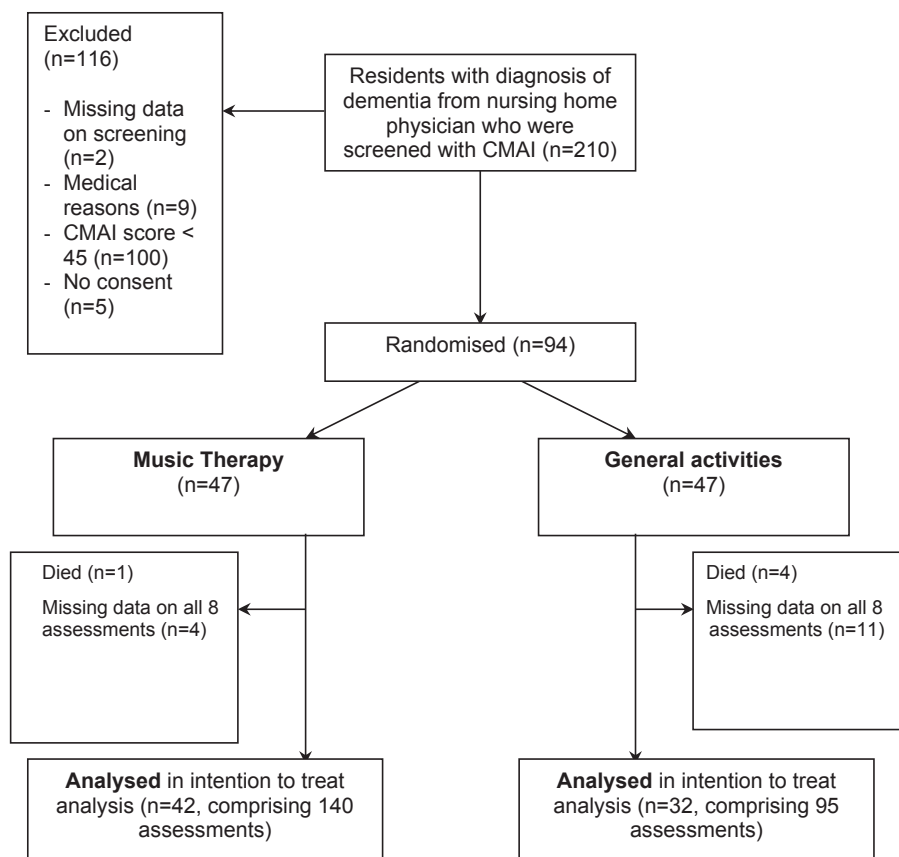 Excluded
(n=116)
- Missing data
on screening
(n=2)
- Medical
reasons (n=9)
- CMAI score <
45 (n=100)
- No consent
(n=5)
Residents with diagnosis of
dementia from nursing home
physician who were
screened with CMAI (n=210)
Randomised (n=94)
Music Therapy
(n=47)
General activities
(n=47)
Died (n=1)
Missing data on all 8
assessments (n=4)
Died (n=4)
Missing data on all 8
assessments (n=11)
Analysed in intention to treat
analysis (n=42, comprising 140
assessments)
Analysed in intention to treat
analysis (n=32, comprising 95
assessments)